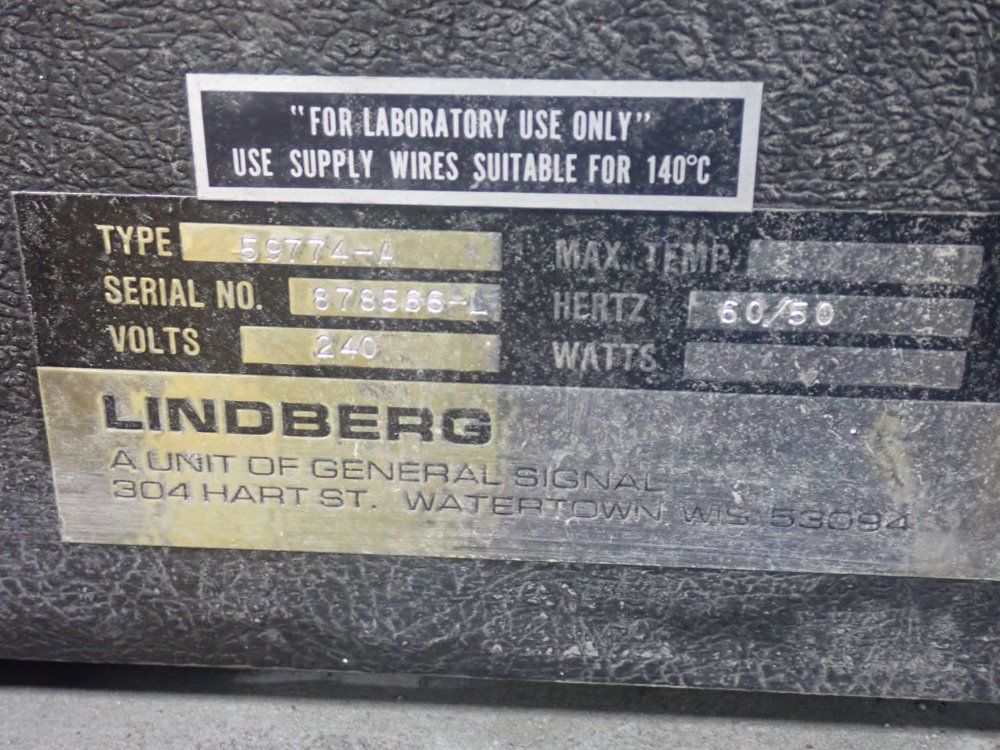 "FOR LABORATORY USE ONLY"
USE SUPPLY WIRES SUITABLE FOR 140°C
TYPE 59774-A
SERIAL NO. 878566-L
VOLTS 240
MAX. TEMP
HERTZ 60/50
WATTS
LINDBERG
A UNIT OF GENERAL SIGNAL
304 HART ST. WATERTOWN WIS 53094